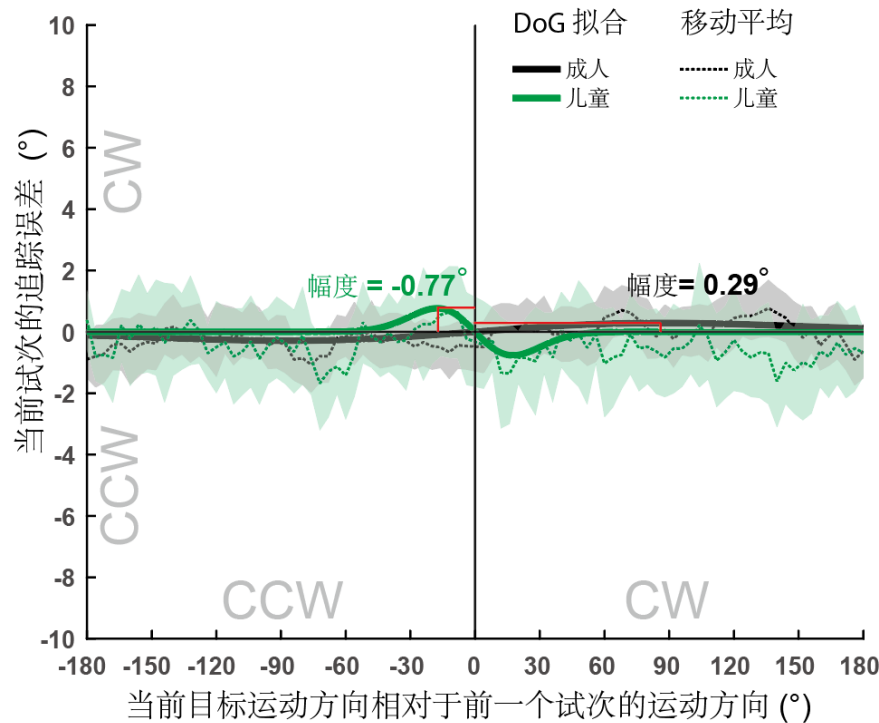 DoG 拟合 移动平均
成人 成人
儿童 儿童
10
8
6
4
2
0
-2
-4
-6
-8
-10
当前试次的追踪误差 (°)
CW
CCW
幅度 = -0.77°
幅度= 0.29°
CCW
CW
-180 -150 -120 -90 -60 -30 0 30 60 90 120 150 180
当前目标运动方向相对于前一个试次的运动方向 (°)